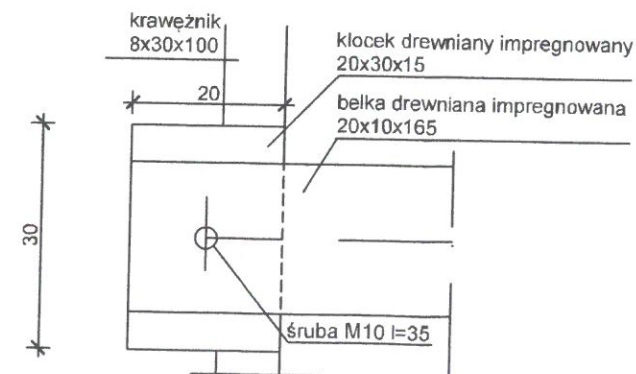 krawężnik
8x30x100
klocek drewniany impregnowany
20x30x15
20
belka drewniana impregnowana
20x10x165
30
śruba M10 l=35